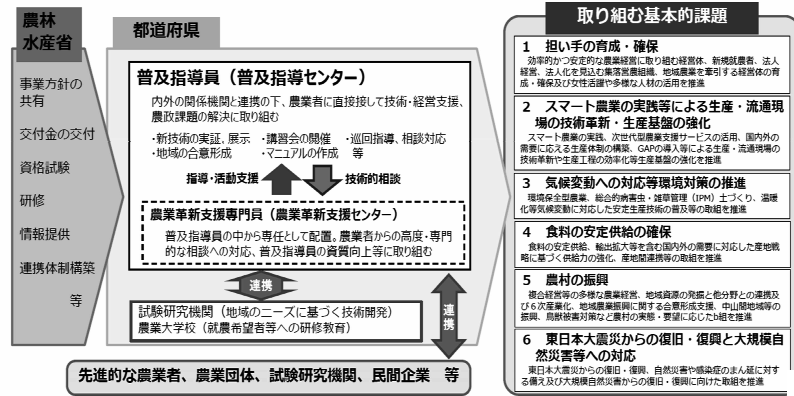 農林
水産省
事業方針の
共有
交付金の交付
資格試験
研修
情報提供
連携体制構築
等
都道府県
普及指導員（普及指導センター）
内外の関係機関と連携の下、農業者に直接接して技術・経営支援、
農政課題の解決に取り組む
・新技術の実証、展示　・講習会の開催　・巡回指導、相談対応
・地域の合意形成　・マニュアルの作成　等
指導・活動支援　技術的相談
農業革新支援専門員（農業革新支援センター）
普及指導員の中から専任として配置。農業者からの高度・専門
的な相談への対応、普及指導員の資質向上等に取り組む
連携
試験研究機関（地域のニーズに基づく技術開発）
農業大学校（就農希望者等への研修教育）
連携
先進的な農業者、農業団体、試験研究機関、民間企業　等
取り組む基本的課題
1　担い手の育成・確保
効率的かつ安定的な農業経営に取り組む経営体、新規就農者、法人
経営、法人化を見込む集落営農組織、地域農業を牽引する経営体の育
成・確保及び女性活躍や多様な人材の活用を推進
2　スマート農業の実践等による生産・流通現
場の技術革新・生産基盤の強化
スマート農業の実践、次世代型農業支援サービスの活用、国内外の
需要に応える生産体制の構築、GAPの導入等による生産・流通現場の
技術革新や生産工程の効率化等生産基盤の強化を推進
3　気候変動への対応等環境対策の推進
環境保全型農業、総合的病害虫・雑草管理（IPM）土づくり、温暖
化等気候変動に対応した安定生産技術の普及等の取組を推進
4　食料の安定供給の確保
食料の安定供給、輸出拡大等を含む国内外の需要に対応した産地戦
略に基づく供給力の強化、産地間連携等の取組を推進
5　農村の振興
複合経営等の多様な農業経営、地域資源の発掘と他分野との連携及
び６次産業化、地域農業振興に関する合意形成支援、中山間地域等の
振興、鳥獣被害対策など農村の実態・要望に応じたb組を推進
6　東日本大震災からの復旧・復興と大規模自
然災害等への対応
東日本大震災からの復旧・復興、自然災害や感染症のまん延に対す
る備え及び大規模自然災害からの復旧・復興に向けた取組を推進